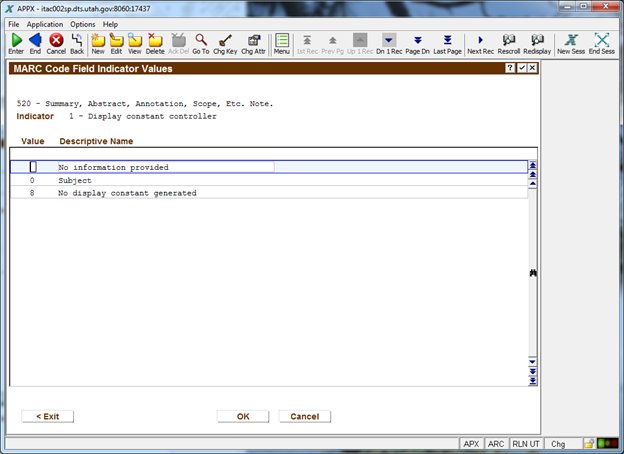 APPX - itac002sp.dts.utah.gov:8060:17437
File Application Options Help
Enter End Cancel Back New Edit View Delete Ack Del Go To Chg Key Chg Attr Menu 1st Rec Prev Pg Up 1 Rec Dn 1 Rec Page Dn Last Page Next Rec Rescroll Redisplay New Sess End Sess
MARC Code Field Indicator Values
520 - Summary, Abstract, Annotation, Scope, Etc. Note.
Indicator 1 - Display constant controller
Value Descriptive Name
No information provided
0 Subject
8 No display constant generated
< Exit OK Cancel
APX ARC RLN UT Chg